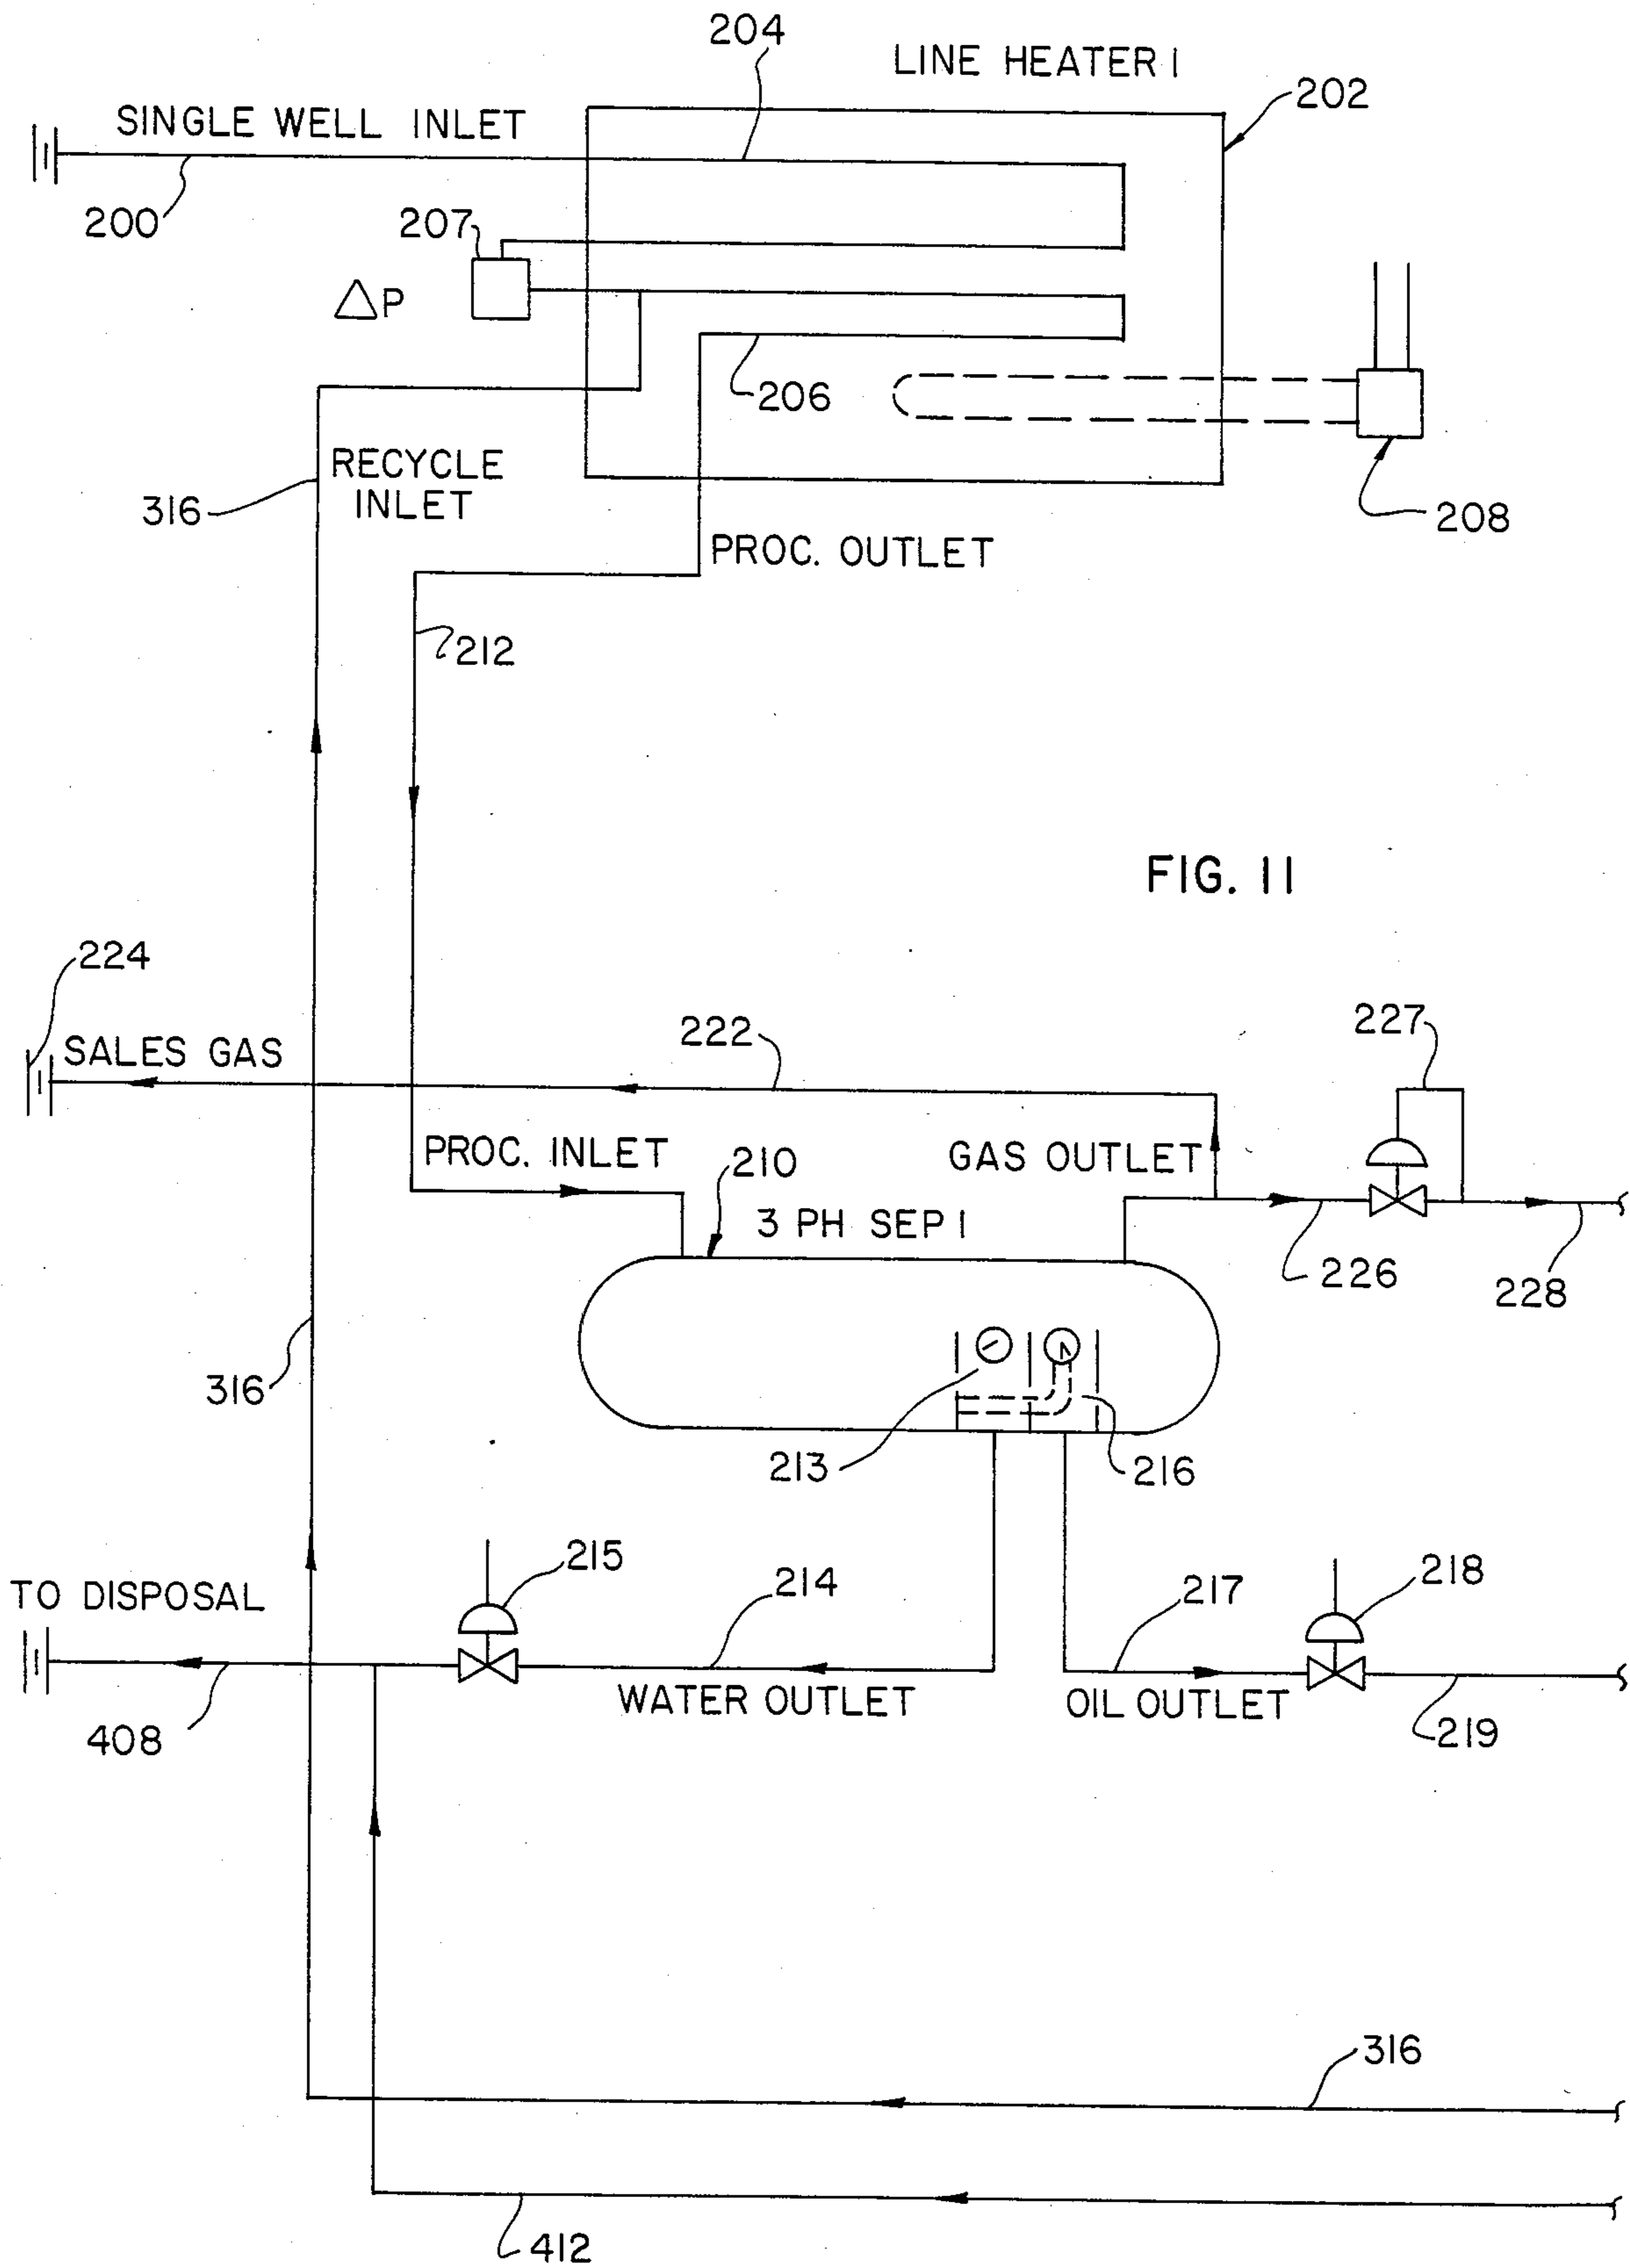 204
LINE HEATER 1
202
SINGLE WELL INLET
200
207
△P
206
RECYCLE
INLET
316
208
PROC. OUTLET
212
FIG. 11
224
SALES GAS
222
227
PROC. INLET
210
GAS OUTLET
3 PH SEP 1
226
228
316
213
216
TO DISPOSAL
215
214
217
218
WATER OUTLET
OIL OUTLET
408
219
316
412